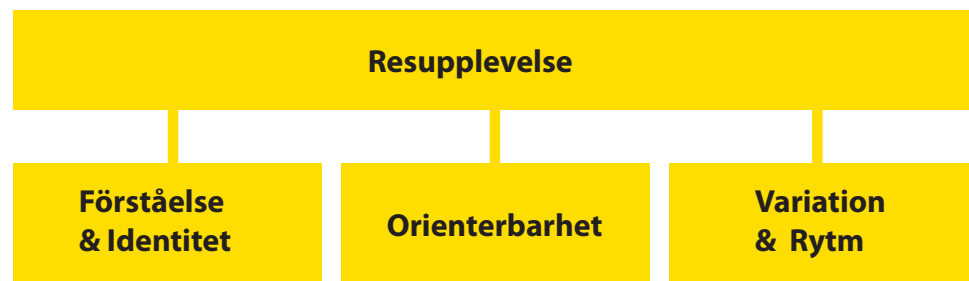 Resupplevelse
Förståelse
& Identitet
Orienterbarhet
Variation
& Rytm